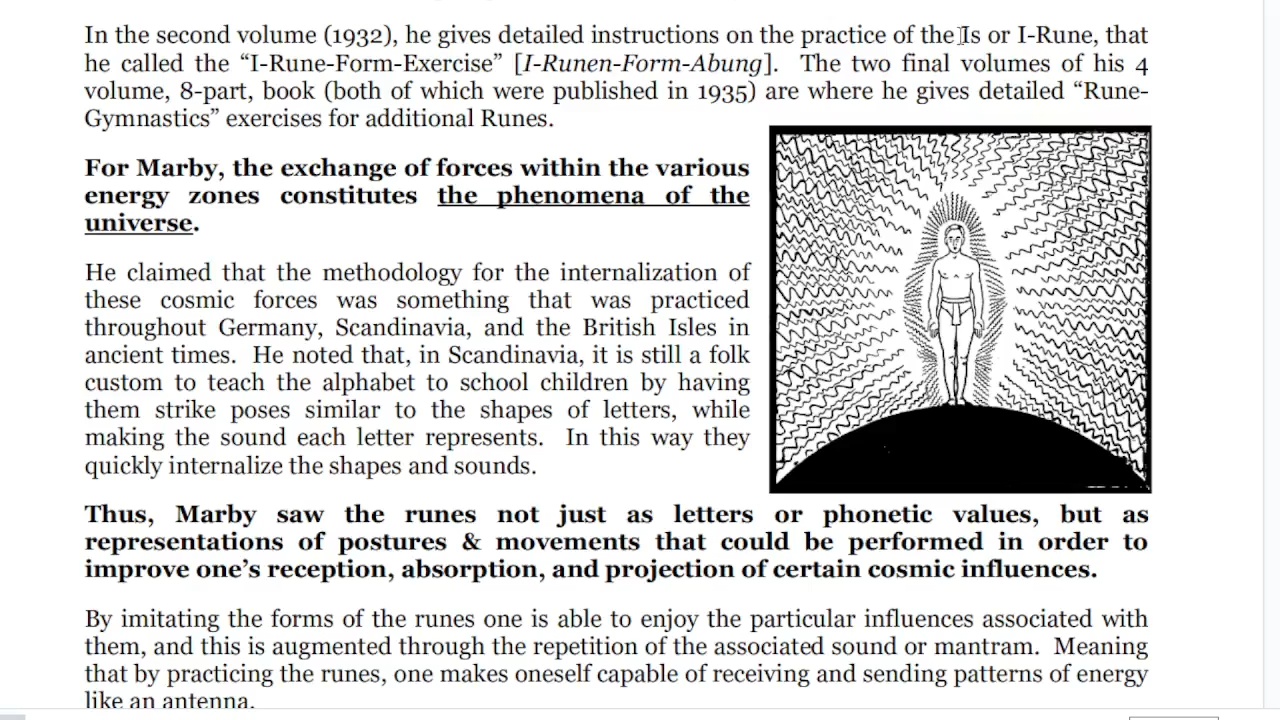 In the second volume (1932), he gives detailed instructions on the practice of the Is or I-Rune, that
he called the “I-Rune-Form-Exercise” [I-Runen-Form-Abung].  The two final volumes of his 4
volume, 8-part, book (both of which were published in 1935) are where he gives detailed “Rune-
Gymnastics” exercises for additional Runes.
For Marby, the exchange of forces within the various
energy zones constitutes the phenomena of the
universe.
He claimed that the methodology for the internalization of
these cosmic forces was something that was practiced
throughout Germany, Scandinavia, and the British Isles in
ancient times.  He noted that, in Scandinavia, it is still a folk
custom to teach the alphabet to school children by having
them strike poses similar to the shapes of letters, while
making the sound each letter represents.  In this way they
quickly internalize the shapes and sounds.
Thus, Marby saw the runes not just as letters or phonetic values, but as
representations of postures & movements that could be performed in order to
improve one’s reception, absorption, and projection of certain cosmic influences.
By imitating the forms of the runes one is able to enjoy the particular influences associated with
them, and this is augmented through the repetition of the associated sound or mantram.  Meaning
that by practicing the runes, one makes oneself capable of receiving and sending patterns of energy
like an antenna.